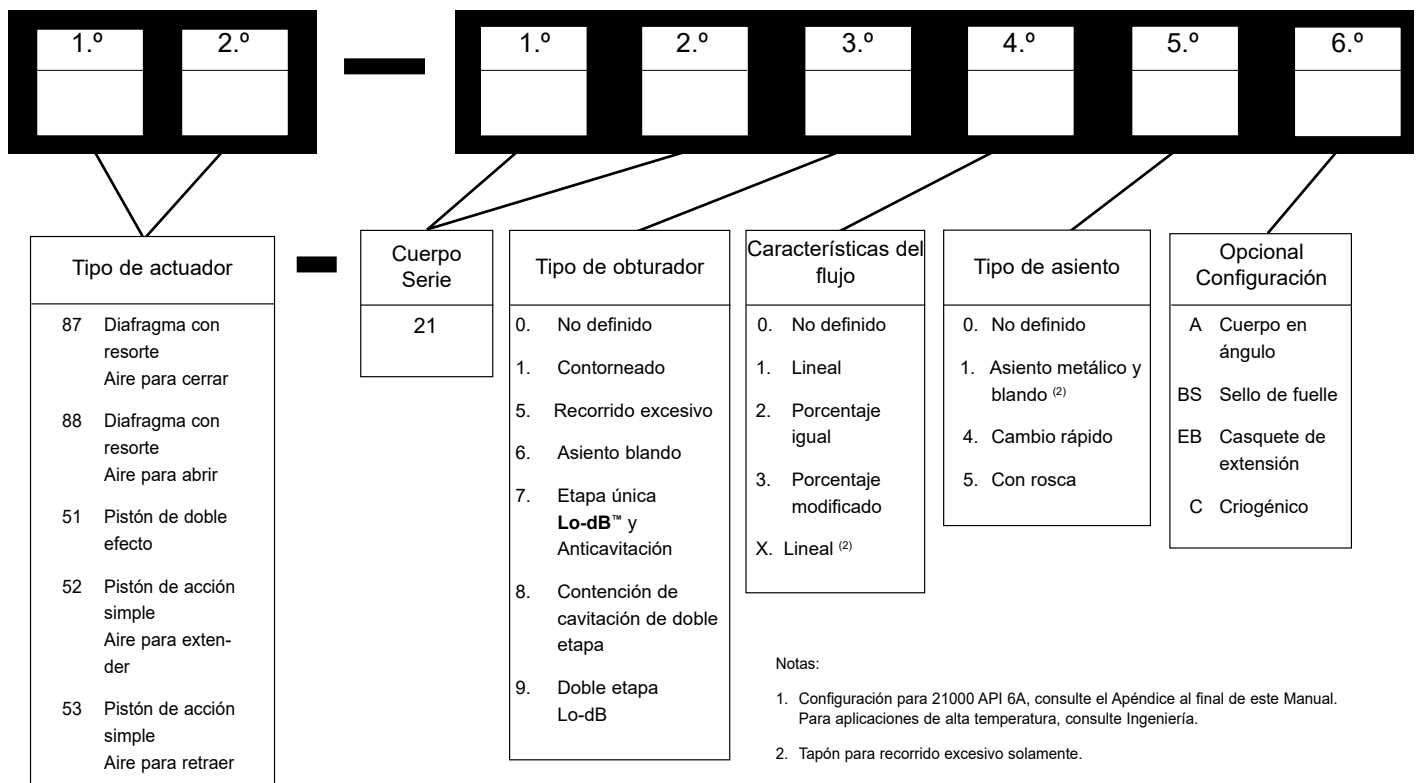 1.º 2.º 1.º 2.º 3.º 4.º 5.º 6.º
Tipo de actuador
87 Diafragma con
resorte
Aire para cerrar
88 Diafragma con
resorte
Aire para abrir
51 Pistón de doble
efecto
52 Pistón de acción
simple
Aire para exten-
der
53 Pistón de acción
simple
Aire para retraer
Cuerpo
Serie
21
Tipo de obturador
0. No definido
1. Contorneado
5. Recorrido excesivo
6. Asiento blando
7. Etapa única
Lo-dB™ y
Anticavitación
8. Contención de
cavitación de doble
etapa
9. Doble etapa
Lo-dB
Características del
flujo
0. No definido
1. Lineal
2. Porcentaje
igual
3. Porcentaje
modificado
X. Lineal (2)
Tipo de asiento
0. No definido
1. Asiento metálico y
blando (2)
4. Cambio rápido
5. Con rosca
Opcional
Configuración
A Cuerpo en
ángulo
BS Sello de fuelle
EB Casquete de
extensión
C Criogénico
Notas:
1. Configuración para 21000 API 6A, consulte el Apéndice al final de este Manual.
Para aplicaciones de alta temperatura, consulte Ingeniería.
2. Tapón para recorrido excesivo solamente.